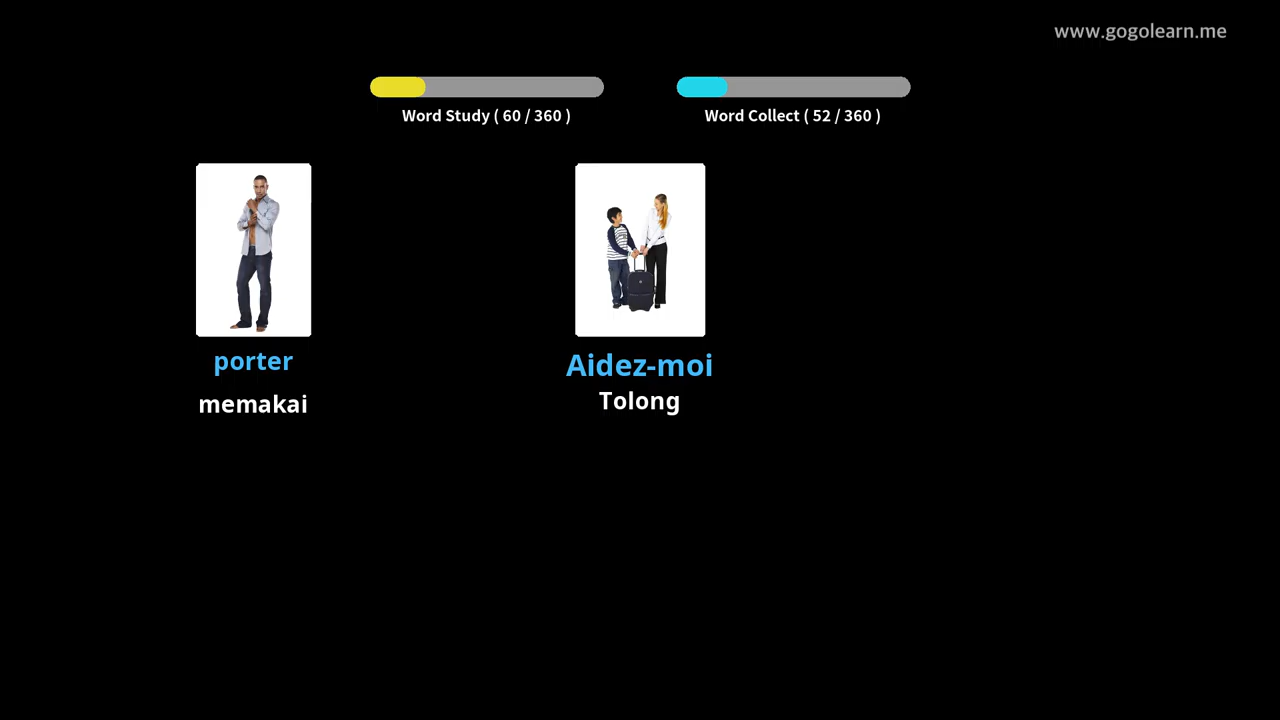 www.gogolearn.me
Word Study ( 60 / 360 )
Word Collect ( 52 / 360 )
porter
memakai
Aidez-moi
Tolong